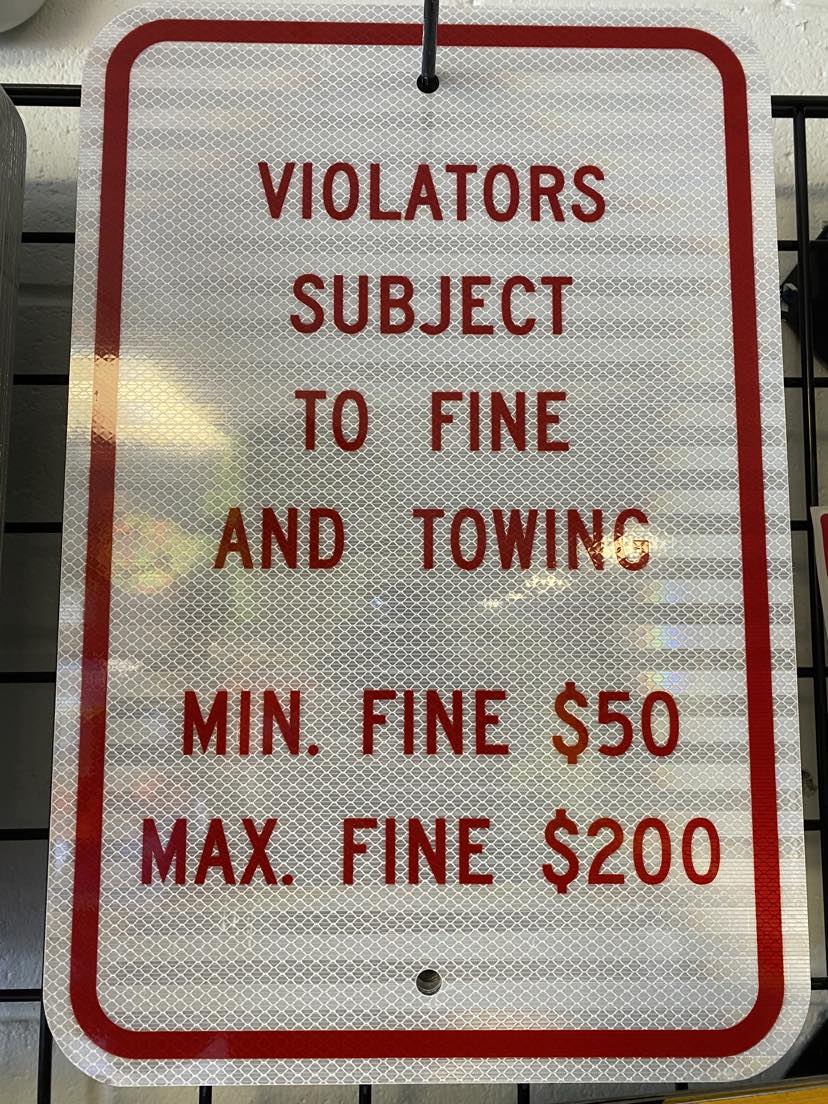 VIOLATORS
SUBJECT
TO FINE
AND TOWING
MIN. FINE $50
MAX. FINE $200